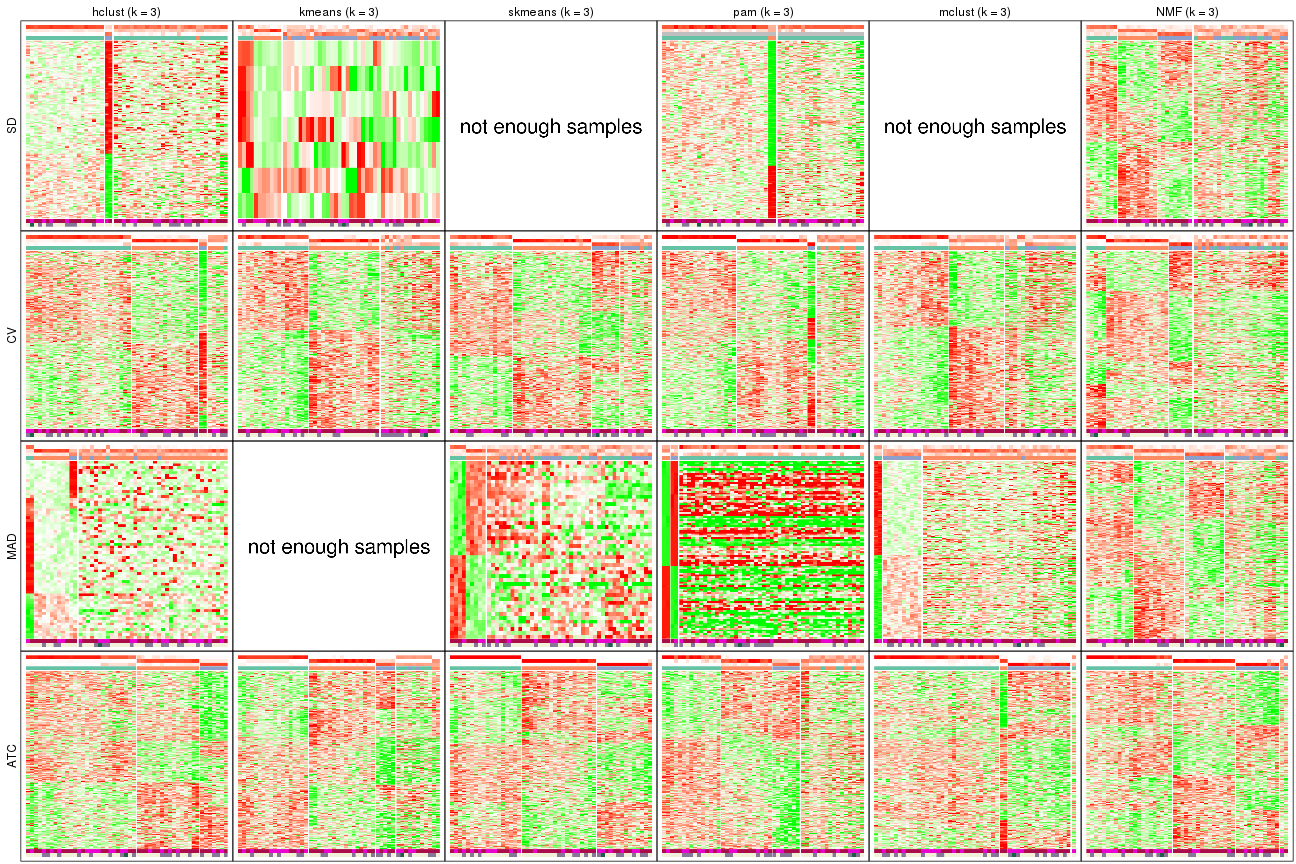 hclust (k = 3)
kmeans (k = 3)
skmeans (k = 3)
pam (k = 3)
mclust (k = 3)
NMF (k = 3)
SD
not enough samples
not enough samples
CV
MAD
not enough samples
ATC